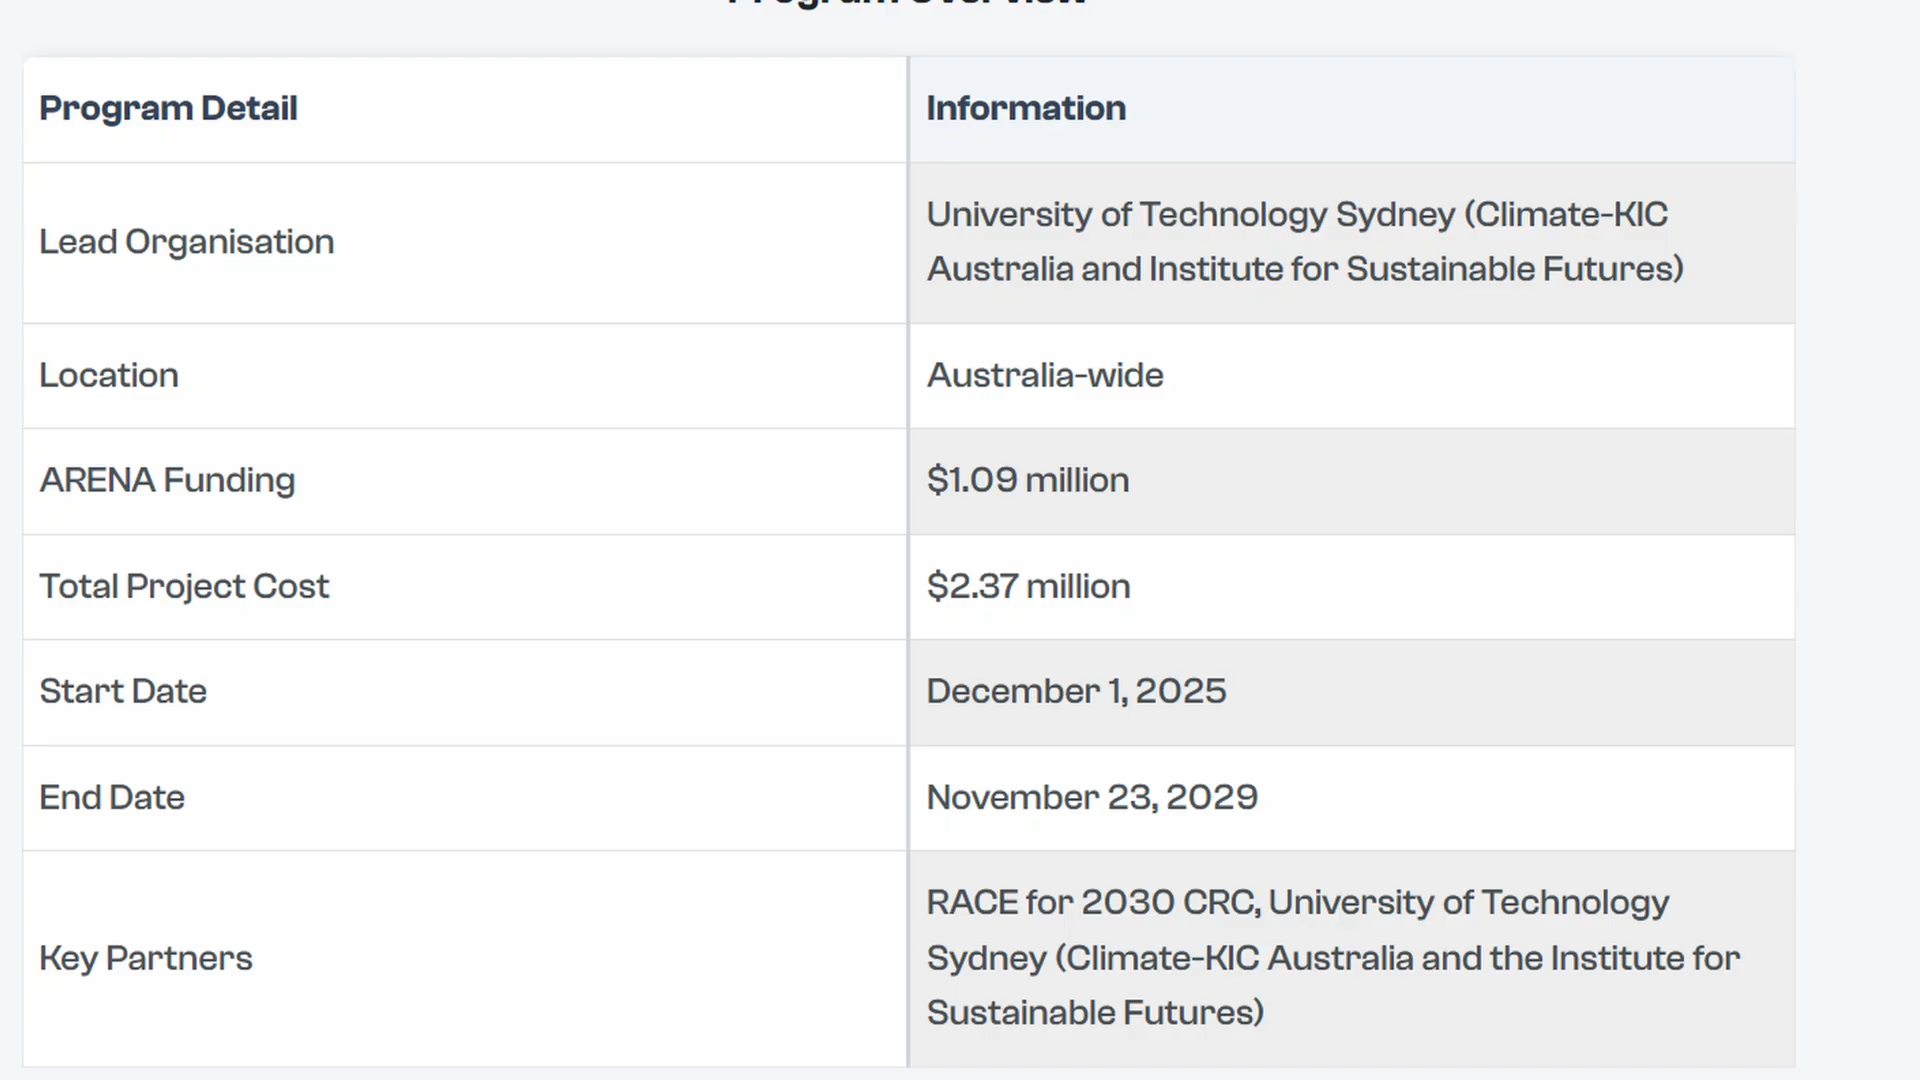 Program Overview
Program Detail
Information
Lead Organisation
University of Technology Sydney (Climate-KIC
Australia and Institute for Sustainable Futures)
Location
Australia-wide
ARENA Funding
$1.09 million
Total Project Cost
$2.37 million
Start Date
December 1, 2025
End Date
November 23, 2029
Key Partners
RACE for 2030 CRC, University of Technology
Sydney (Climate-KIC Australia and the Institute for
Sustainable Futures)